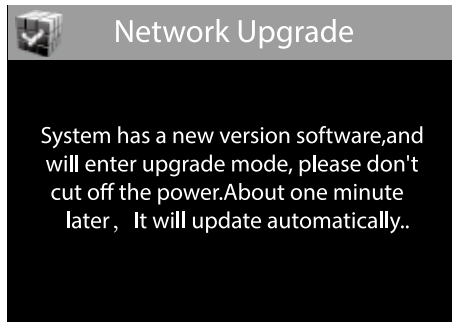 Network Upgrade
System has a new version software,and
will enter upgrade mode, please don't
cut off the power.About one minute
later， It will update automatically..